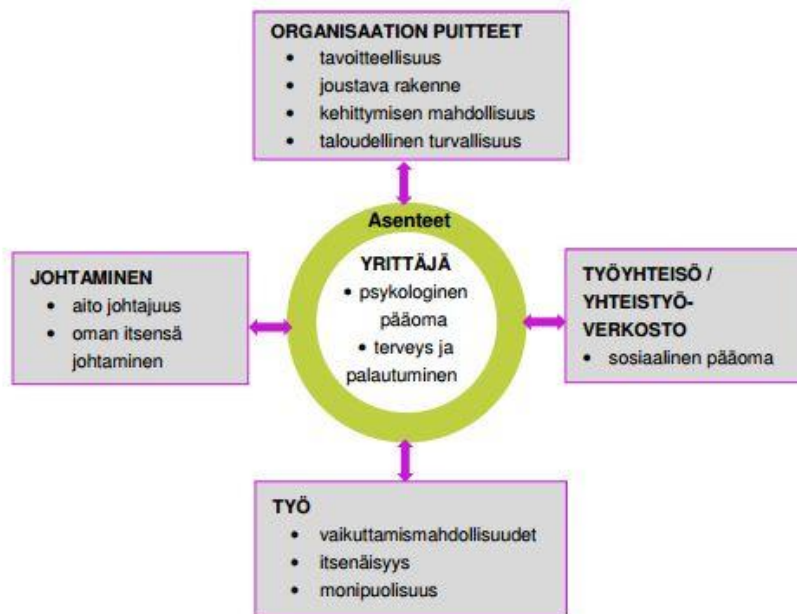 ORGANISAATION PUITTEET
• tavoitteellisuus
• joustava rakenne
• kehittymisen mahdollisuus
• taloudellinen turvallisuus
Asenteet
YRITTÄJÄ
• psykologinen
pääoma
• terveys ja
palautuminen
JOHTAMINEN
• aito johtajuus
• oman itsensä
johtaminen
TYÖYHTEISÖ /
YHTEISTYÖ-
VERKOSTO
• sosiaalinen pääoma
TYÖ
• vaikuttamismahdollisuudet
• itsenäisyys
• monipuolisuus